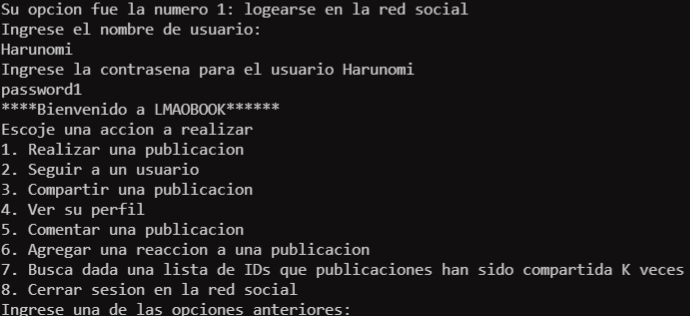 Su opcion fue la numero 1: logearse en la red social
Ingrese el nombre de usuario:
Harunomi
Ingrese la contrasena para el usuario Harunomi
password1
****Bienvenido a LMAOBOOK******
Escoje una accion a realizar
1. Realizar una publicacion
2. Seguir a un usuario
3. Compartir una publicacion
4. Ver su perfil
5. Comentar una publicacion
6. Agregar una reaccion a una publicacion
7. Busca dada una lista de IDs que publicaciones han sido compartida K veces
8. Cerrar sesion en la red social
Ingrese una de las opciones anteriores: